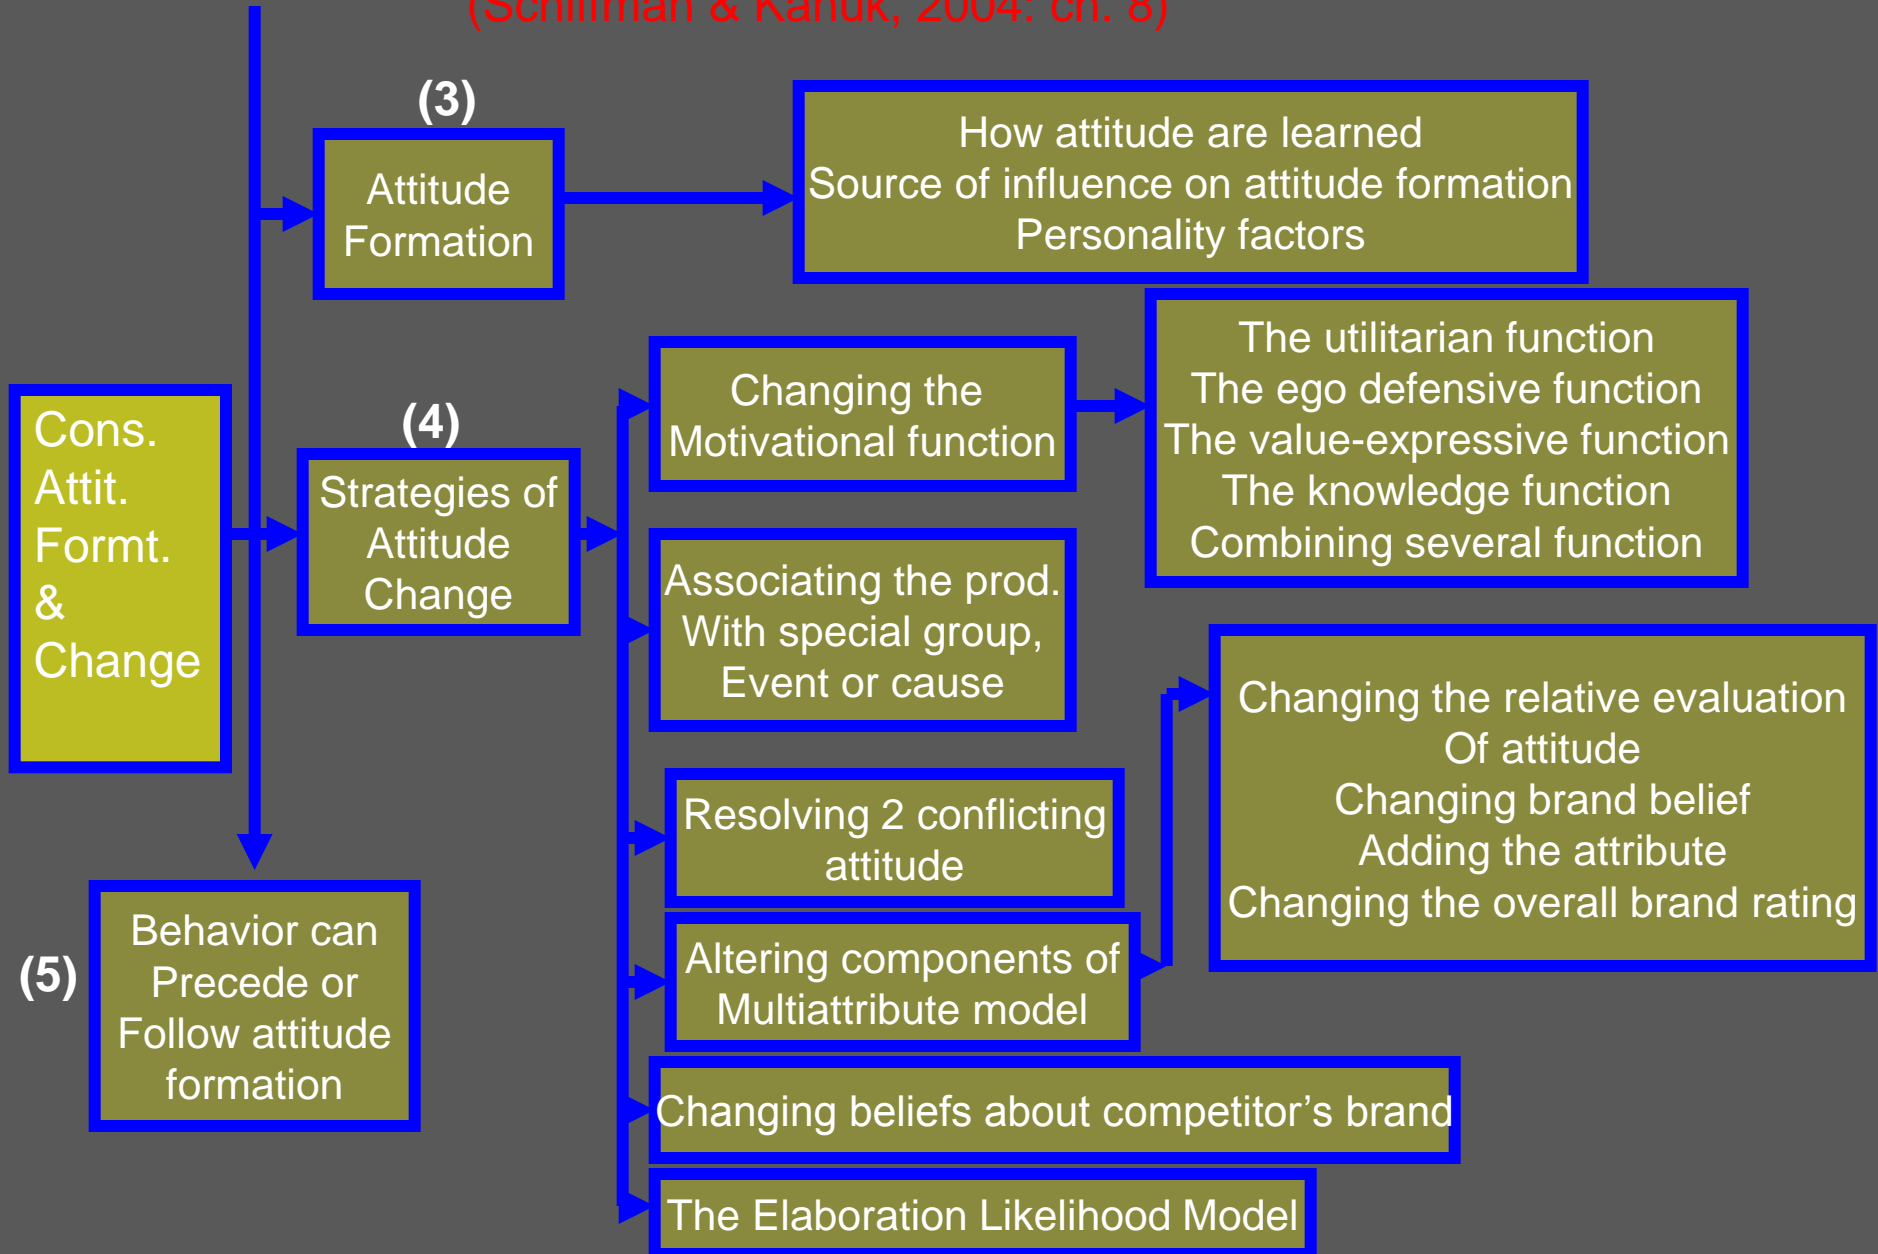 (Schiffman & Kanuk, 2004: ch. 8)
(3)
Attitude
Formation
How attitude are learned
Source of influence on attitude formation
Personality factors
Cons.
Attit.
Formt.
&
Change
(4)
Strategies of
Attitude
Change
Changing the
Motivational function
The utilitarian function
The ego defensive function
The value-expressive function
The knowledge function
Combining several function
Associating the prod.
With special group,
Event or cause
Resolving 2 conflicting
attitude
Altering components of
Multiattribute model
Changing the relative evaluation
Of attitude
Changing brand belief
Adding the attribute
Changing the overall brand rating
Changing beliefs about competitor’s brand
The Elaboration Likelihood Model
(5)
Behavior can
Precede or
Follow attitude
formation